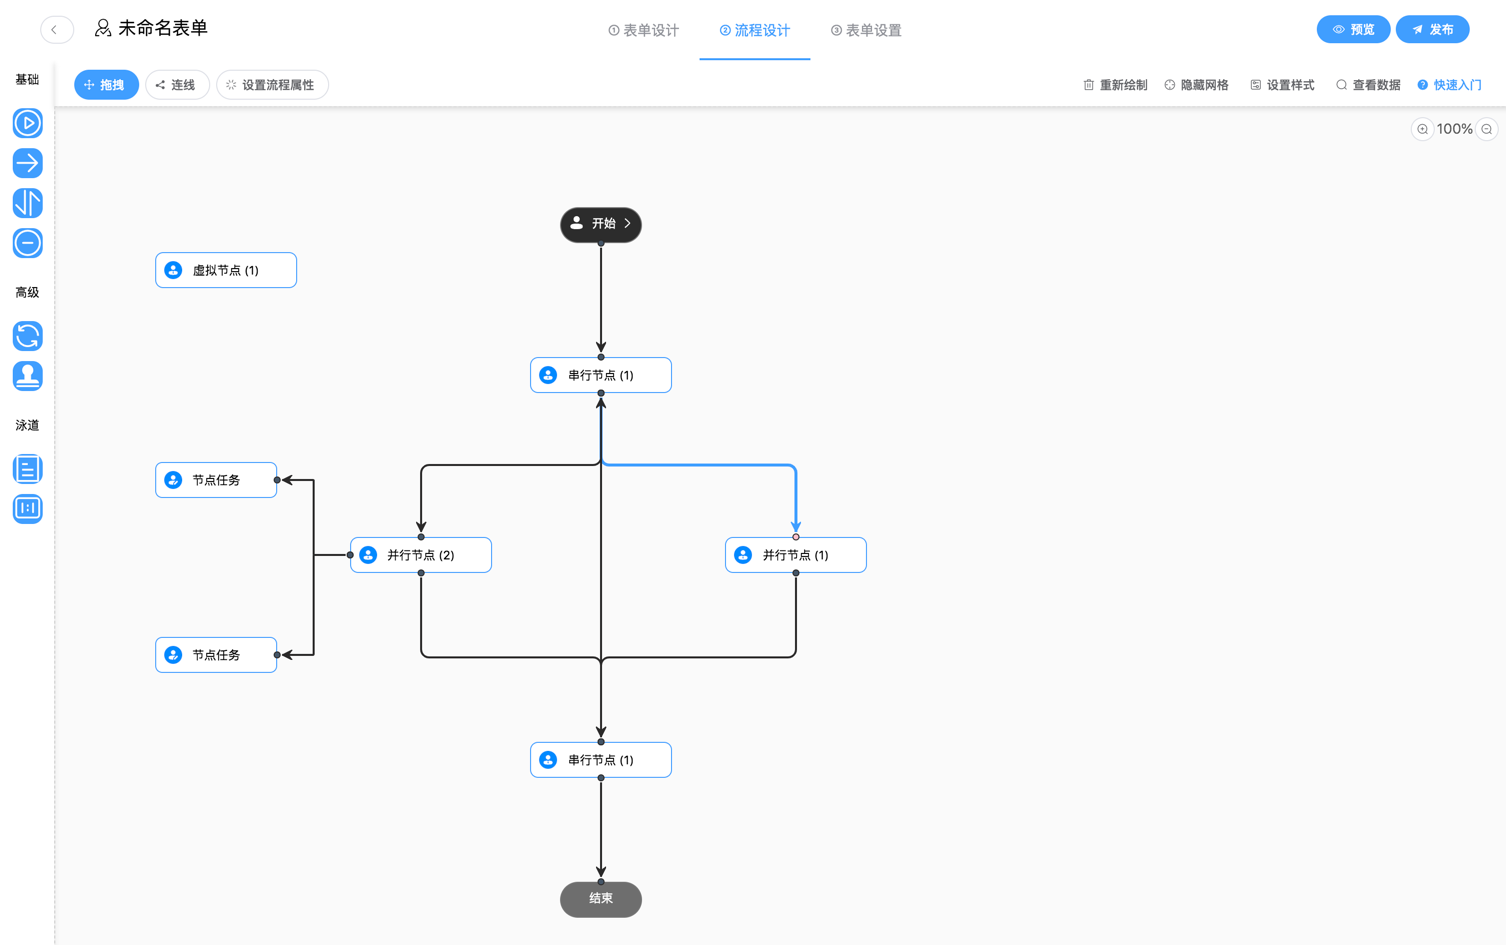 未命名表单
① 表单设计
② 流程设计
③ 表单设置
预览
发布
基础
拖拽
连线
设置流程属性
重新绘制
隐藏网格
设置样式
查看数据
快速入门
100%
开始
虚拟节点 (1)
高级
串行节点 (1)
泳道
节点任务
并行节点 (2)
并行节点 (1)
节点任务
串行节点 (1)
结束